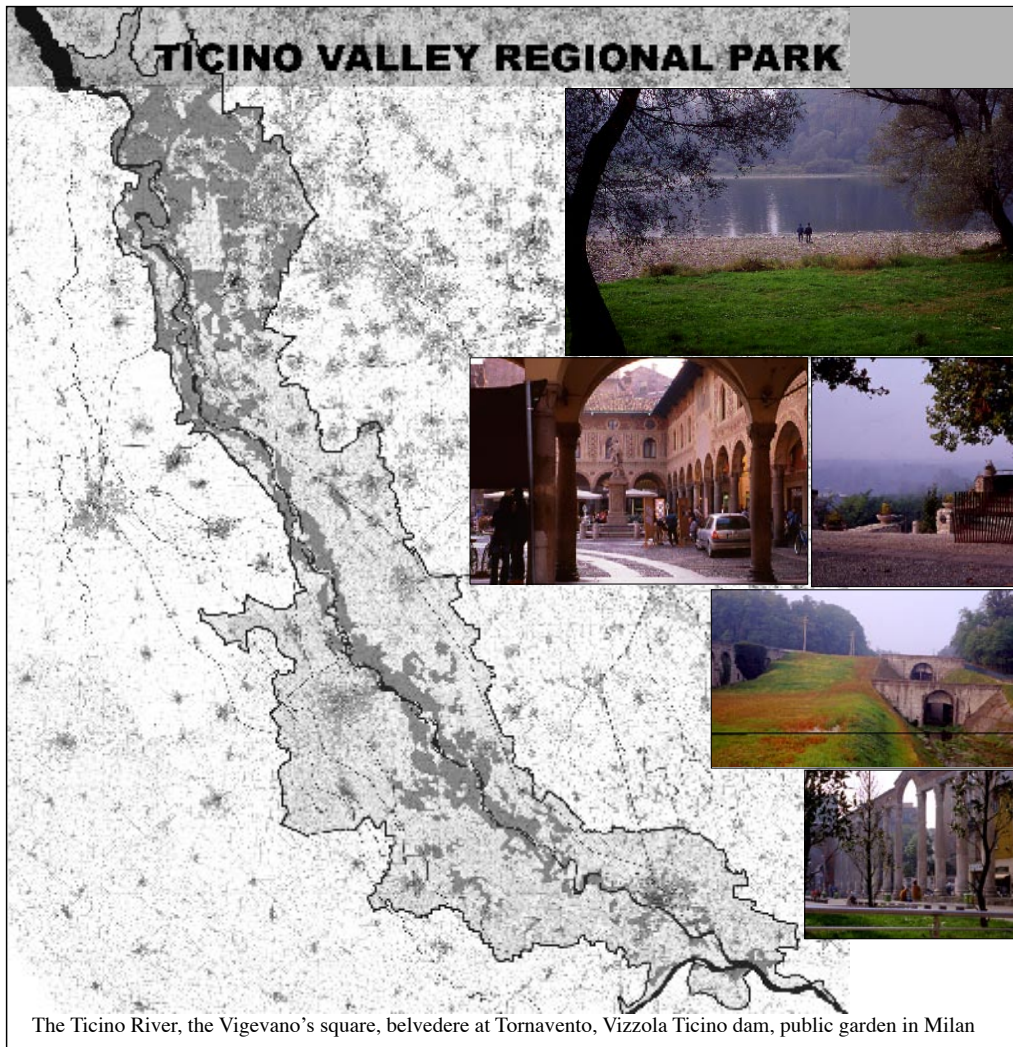 TICINO VALLEY REGIONAL PARK
The Ticino River, the Vigevano’s square, belvedere at Tornavento, Vizzola Ticino dam, public garden in Milan